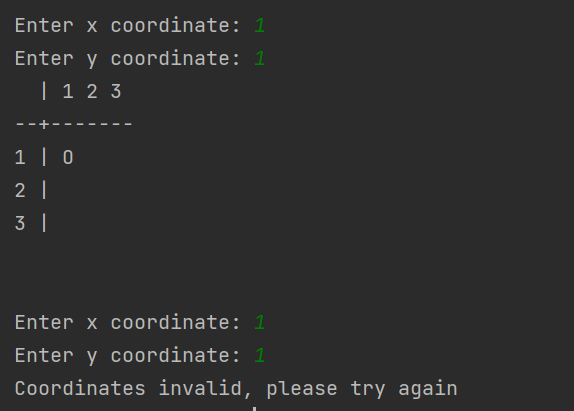 Enter x coordinate: 1
Enter y coordinate: 1
  | 1 2 3
--+-------
1 | O
2 |
3 |
Enter x coordinate: 1
Enter y coordinate: 1
Coordinates invalid, please try again